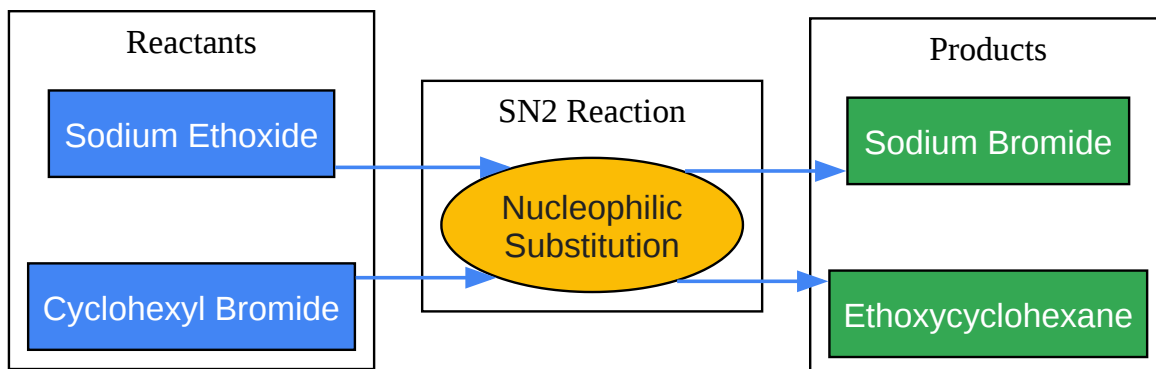 Reactants
Sodium Ethoxide
Cyclohexyl Bromide
SN2 Reaction
Nucleophilic
Substitution
Products
Sodium Bromide
Ethoxycyclohexane